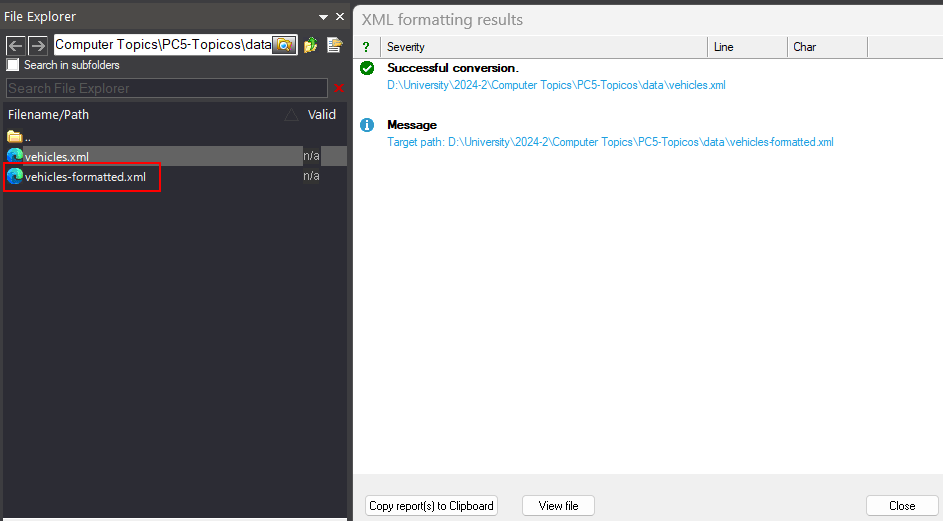 File Explorer
Computer Topics\PC5-Topicos\data
Search in subfolders
Search File Explorer
Filename/Path Valid
..
vehicles.xml n/a
vehicles-formatted.xml n/a
XML formatting results
? Severity Line Char
Successful conversion.
D:\University\2024-2\Computer Topics\PC5-Topicos\data\vehicles.xml
Message
Target path: D:\University\2024-2\Computer Topics\PC5-Topicos\data\vehicles-formatted.xml
Copy report(s) to Clipboard View file Close